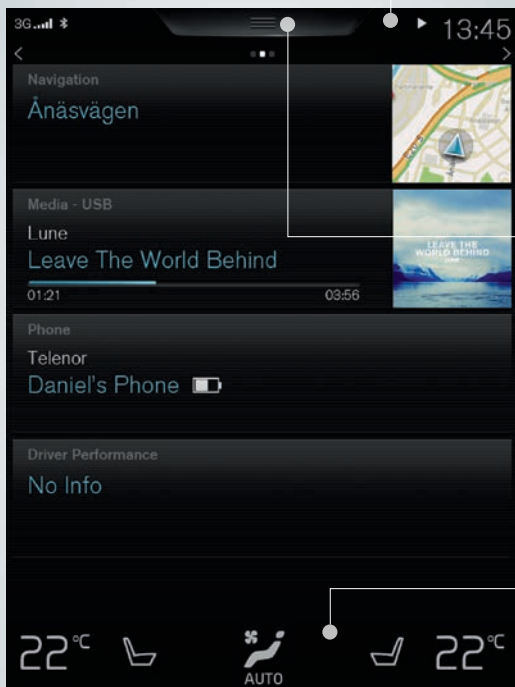 3G
13:45
Navigation
Ånäsvägen
Media - USB
Lune
Leave The World Behind
01:21 03:56
LEAVE THE
WORLD BEHIND
LUNE
Phone
Telenor
Daniel's Phone
Driver Performance
No Info
22°C 22°C
AUTO